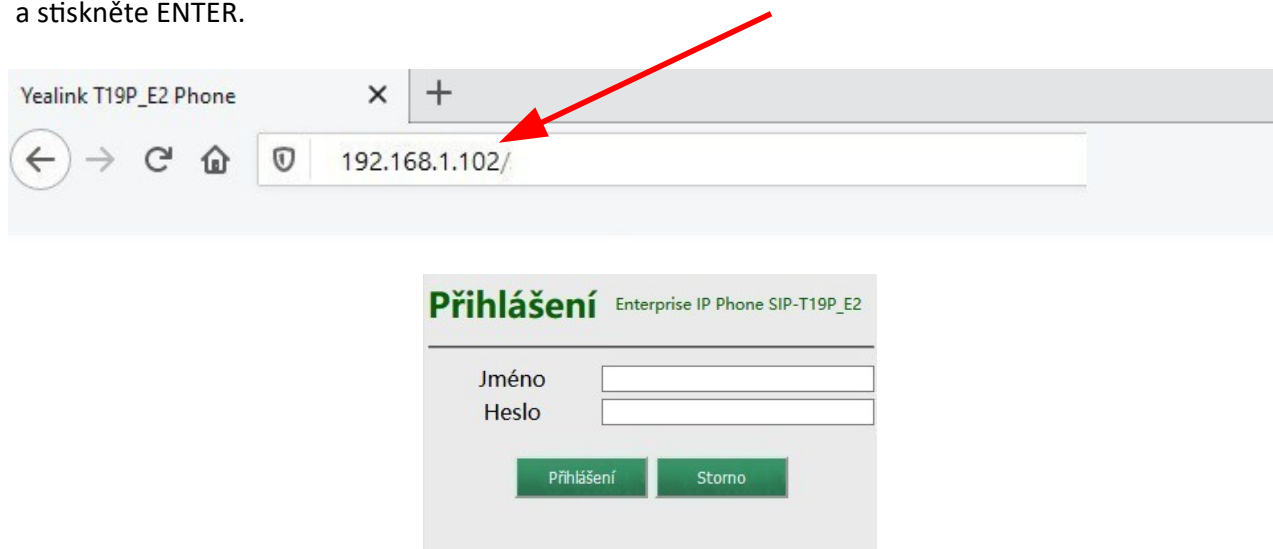 a stiskněte ENTER.
Yealink T19P_E2 Phone
192.168.1.102/
Přihlášení Enterprise IP Phone SIP-T19P_E2
Jméno
Heslo
Přihlášení Storno